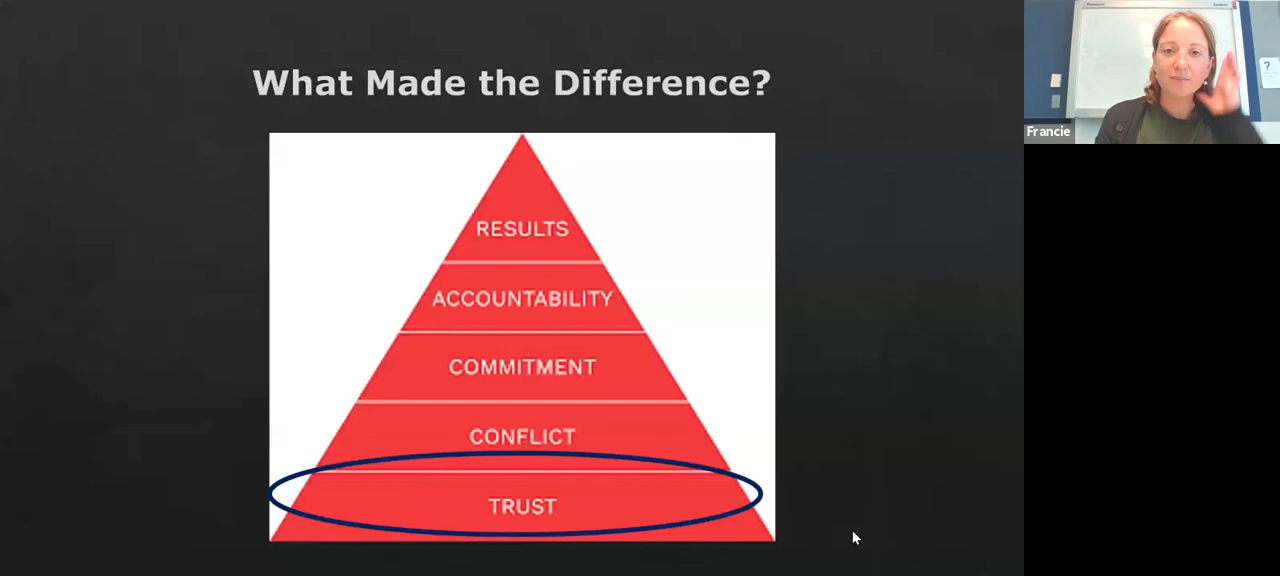 What Made the Difference?
RESULTS
ACCOUNTABILITY
COMMITMENT
CONFLICT
TRUST
Francie
?